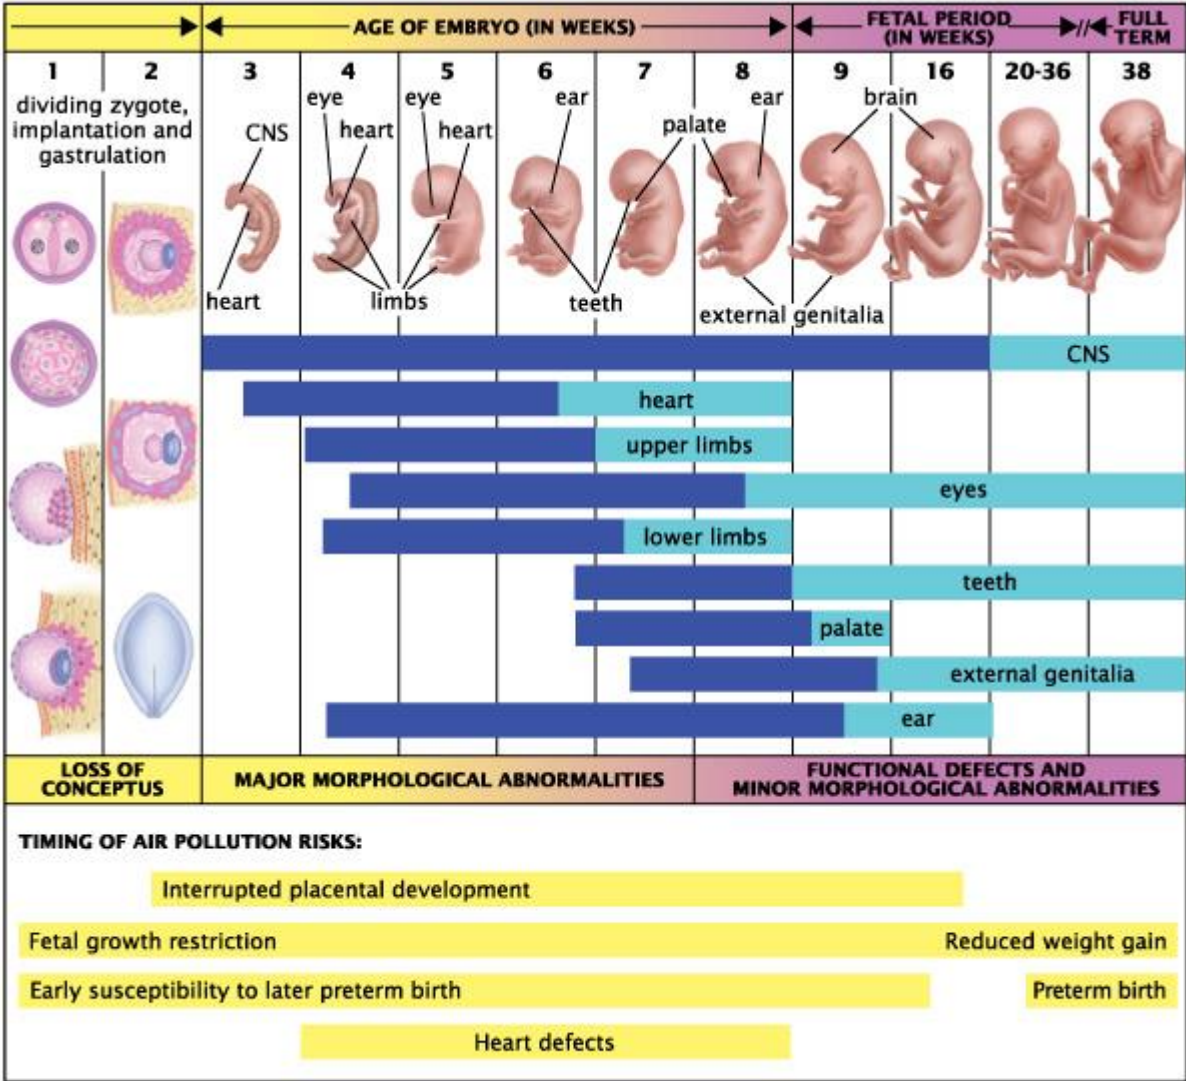 AGE OF EMBRYO (IN WEEKS)
FETAL PERIOD
(IN WEEKS)
FULL
TERM
1 2 3 4 5 6 7 8 9 16 20-36 38
dividing zygote,
implantation and
gastrulation
CNS
heart
eye
heart
eye
heart
limbs
ear
teeth
palate
ear
external genitalia
brain
CNS
heart
upper limbs
eyes
lower limbs
teeth
palate
external genitalia
ear
LOSS OF
CONCEPTUS
MAJOR MORPHOLOGICAL ABNORMALITIES
FUNCTIONAL DEFECTS AND
MINOR MORPHOLOGICAL ABNORMALITIES
TIMING OF AIR POLLUTION RISKS:
Interrupted placental development
Fetal growth restriction
Reduced weight gain
Early susceptibility to later preterm birth
Preterm birth
Heart defects